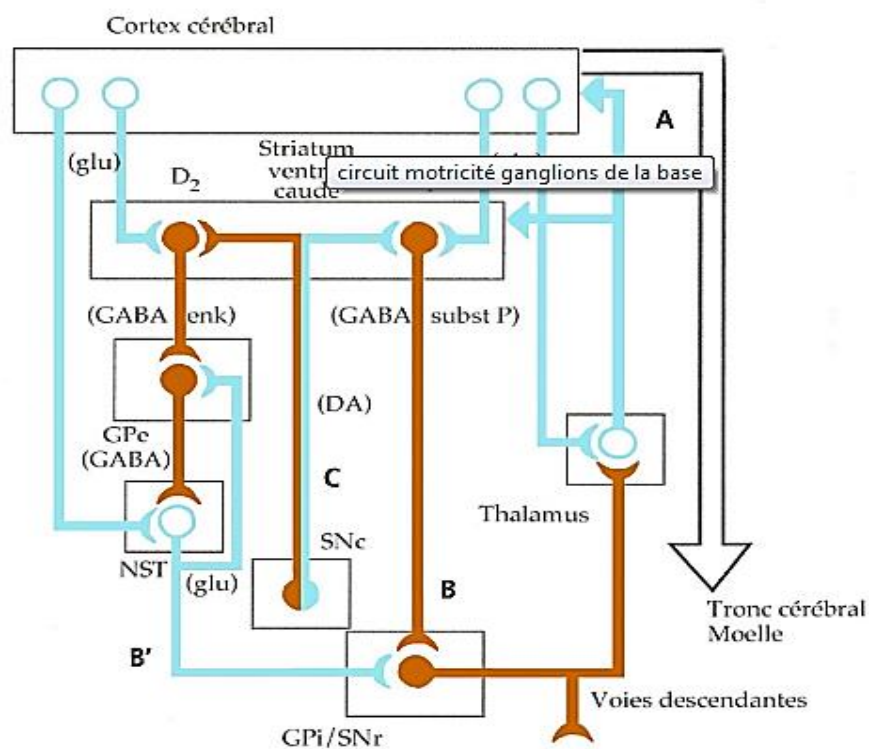 Cortex cérébral
A
(glu)
Striatum
D2
circuit motricité ganglions de la base
caudé
(GABA enk)
(GABA subst P)
(DA)
GPe
(GABA)
C
Thalamus
SNc
NST
(glu)
B
Tronc cérébral
Moelle
B'
Voies descendantes
GPi/SNr